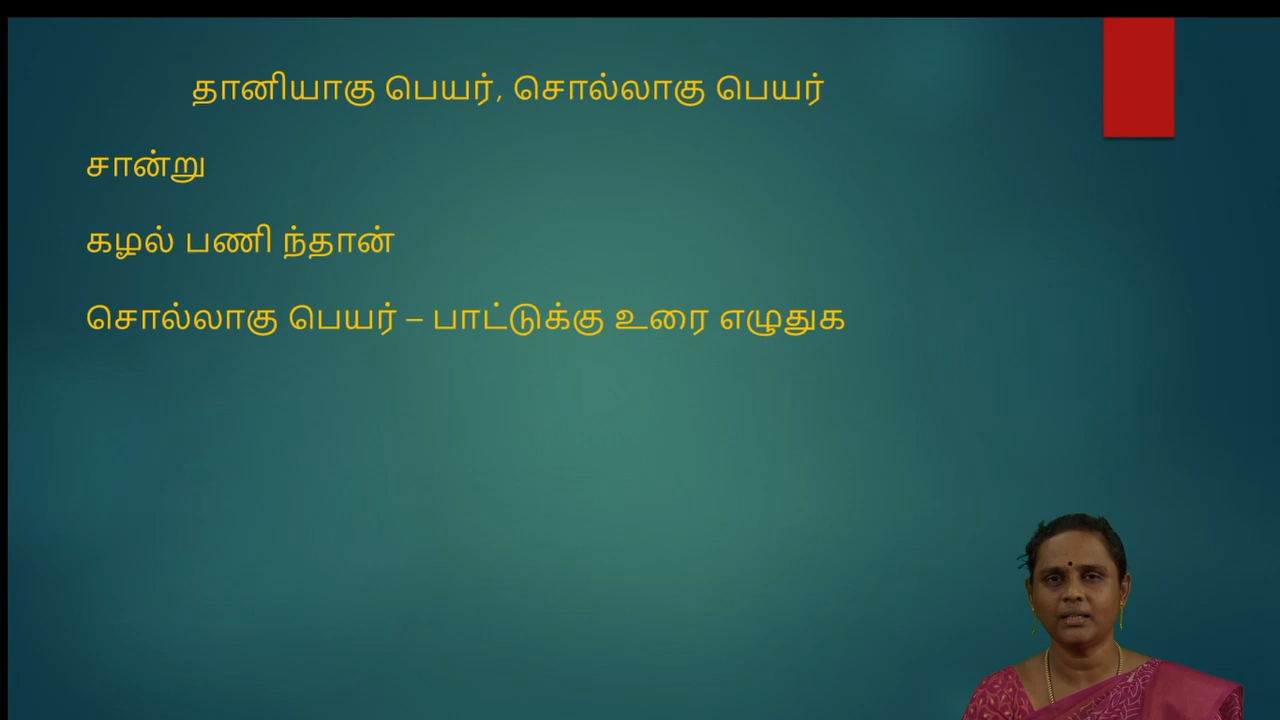 தானியாகு பெயர், சொல்லாகு பெயர்
சான்று
கழல் பணி ந்தான்
சொல்லாகு பெயர் – பாட்டுக்கு உரை எழுதுக